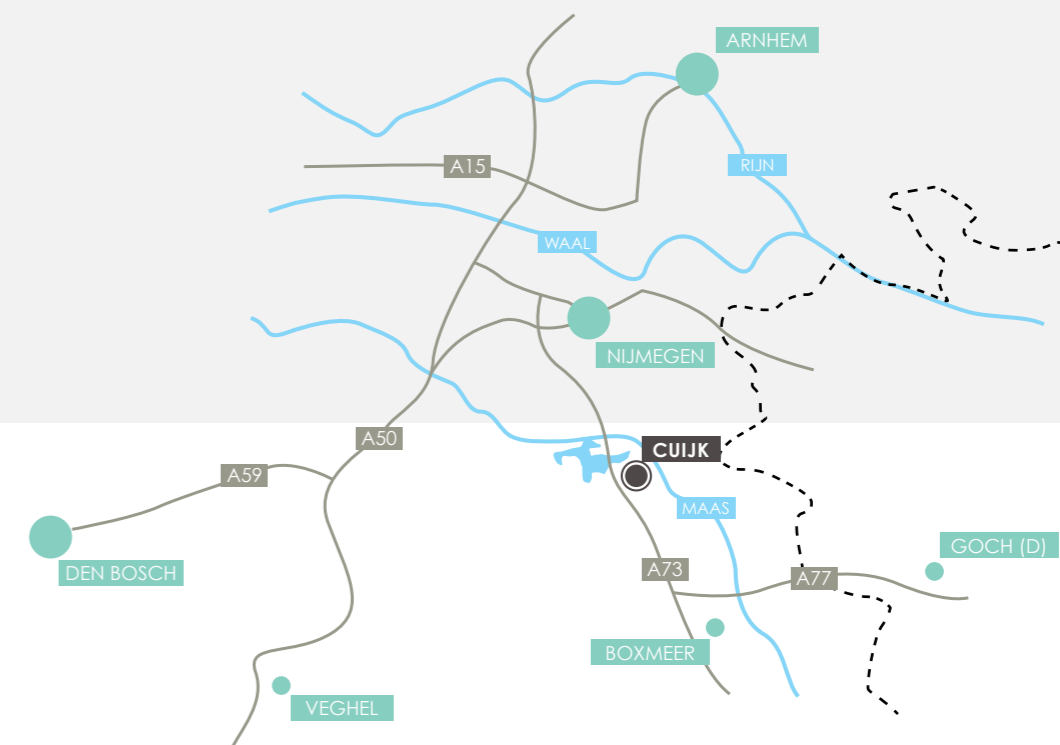 ARNHEM
A15
RIJN
WAAL
NIJMEGEN
A50
CUIJK
A59
MAAS
GOCH (D)
DEN BOSCH
A73
A77
BOXMEER
VEGHEL